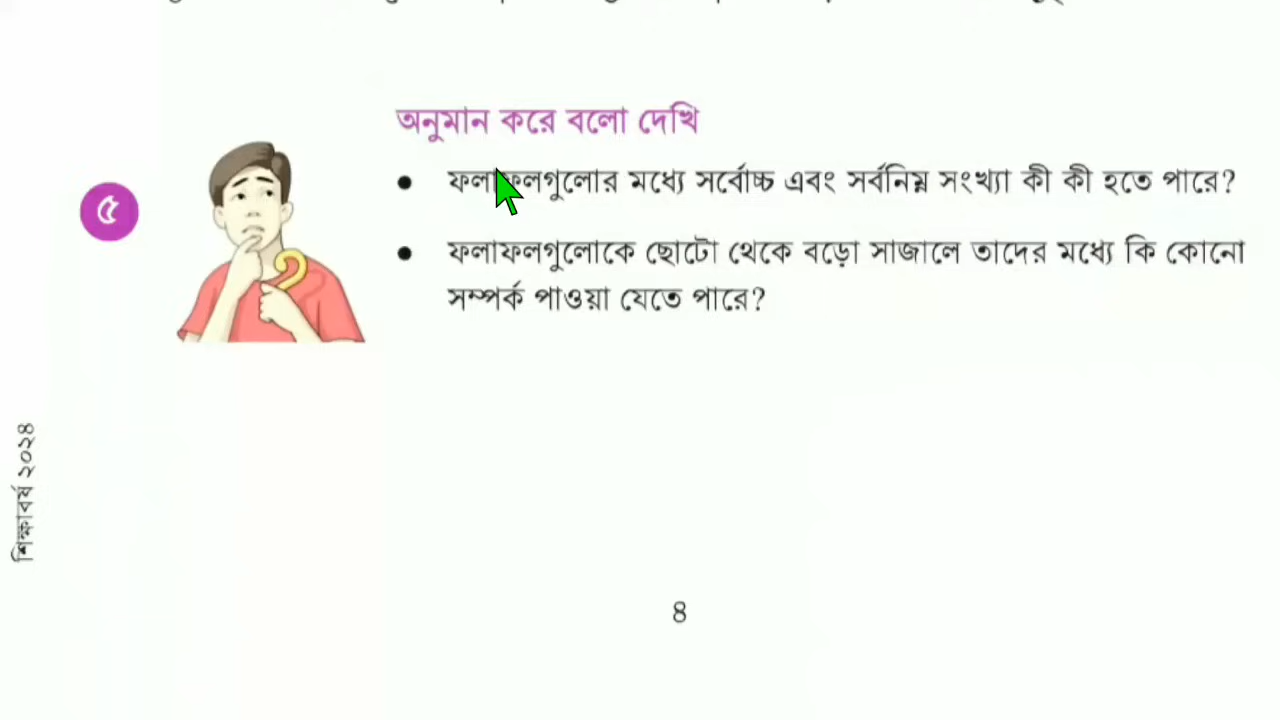 অনুমান করে বলো দেখি
৫
• ফলাফলগুলোর মধ্যে সর্বোচ্চ এবং সর্বনিম্ন সংখ্যা কী কী হতে পারে?
• ফলাফলগুলোকে ছোটো থেকে বড়ো সাজালে তাদের মধ্যে কি কোনো
সম্পর্ক পাওয়া যেতে পারে?
শিক্ষাবর্ষ ২০২৪
৪